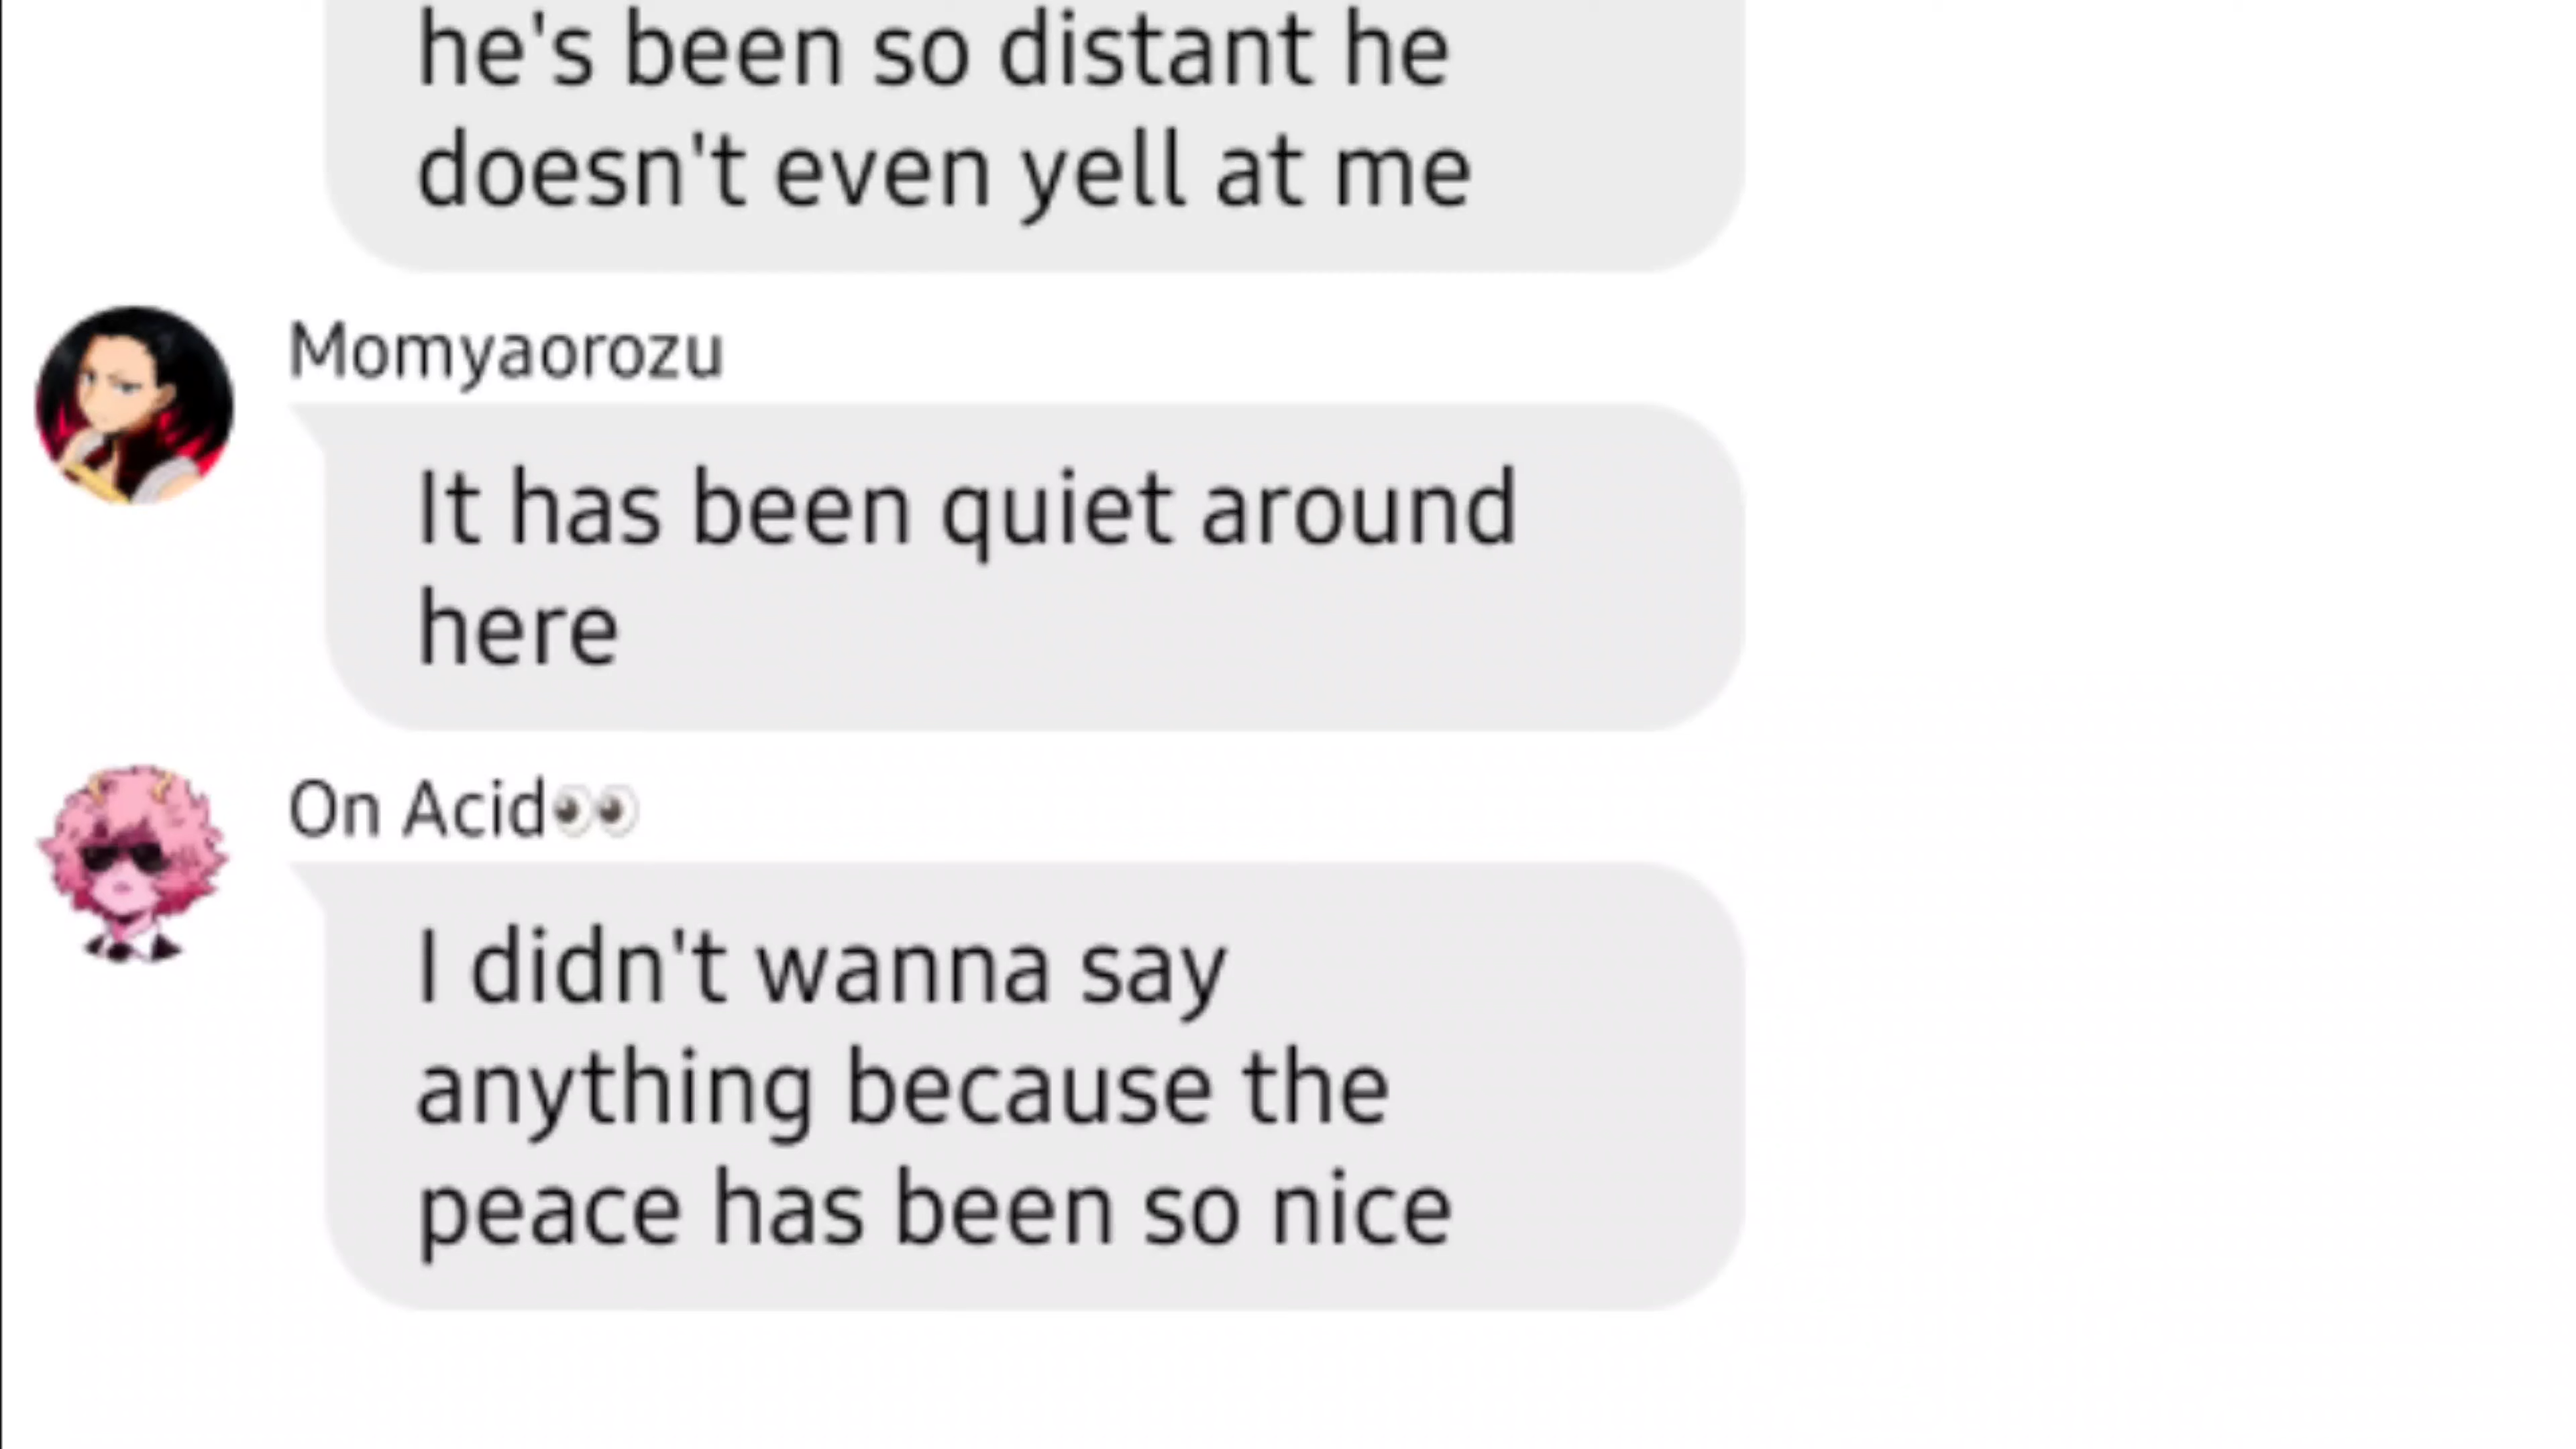 he's been so distant he
doesn't even yell at me
Momyaorozu
It has been quiet around
here
On Acid👀
I didn't wanna say
anything because the
peace has been so nice